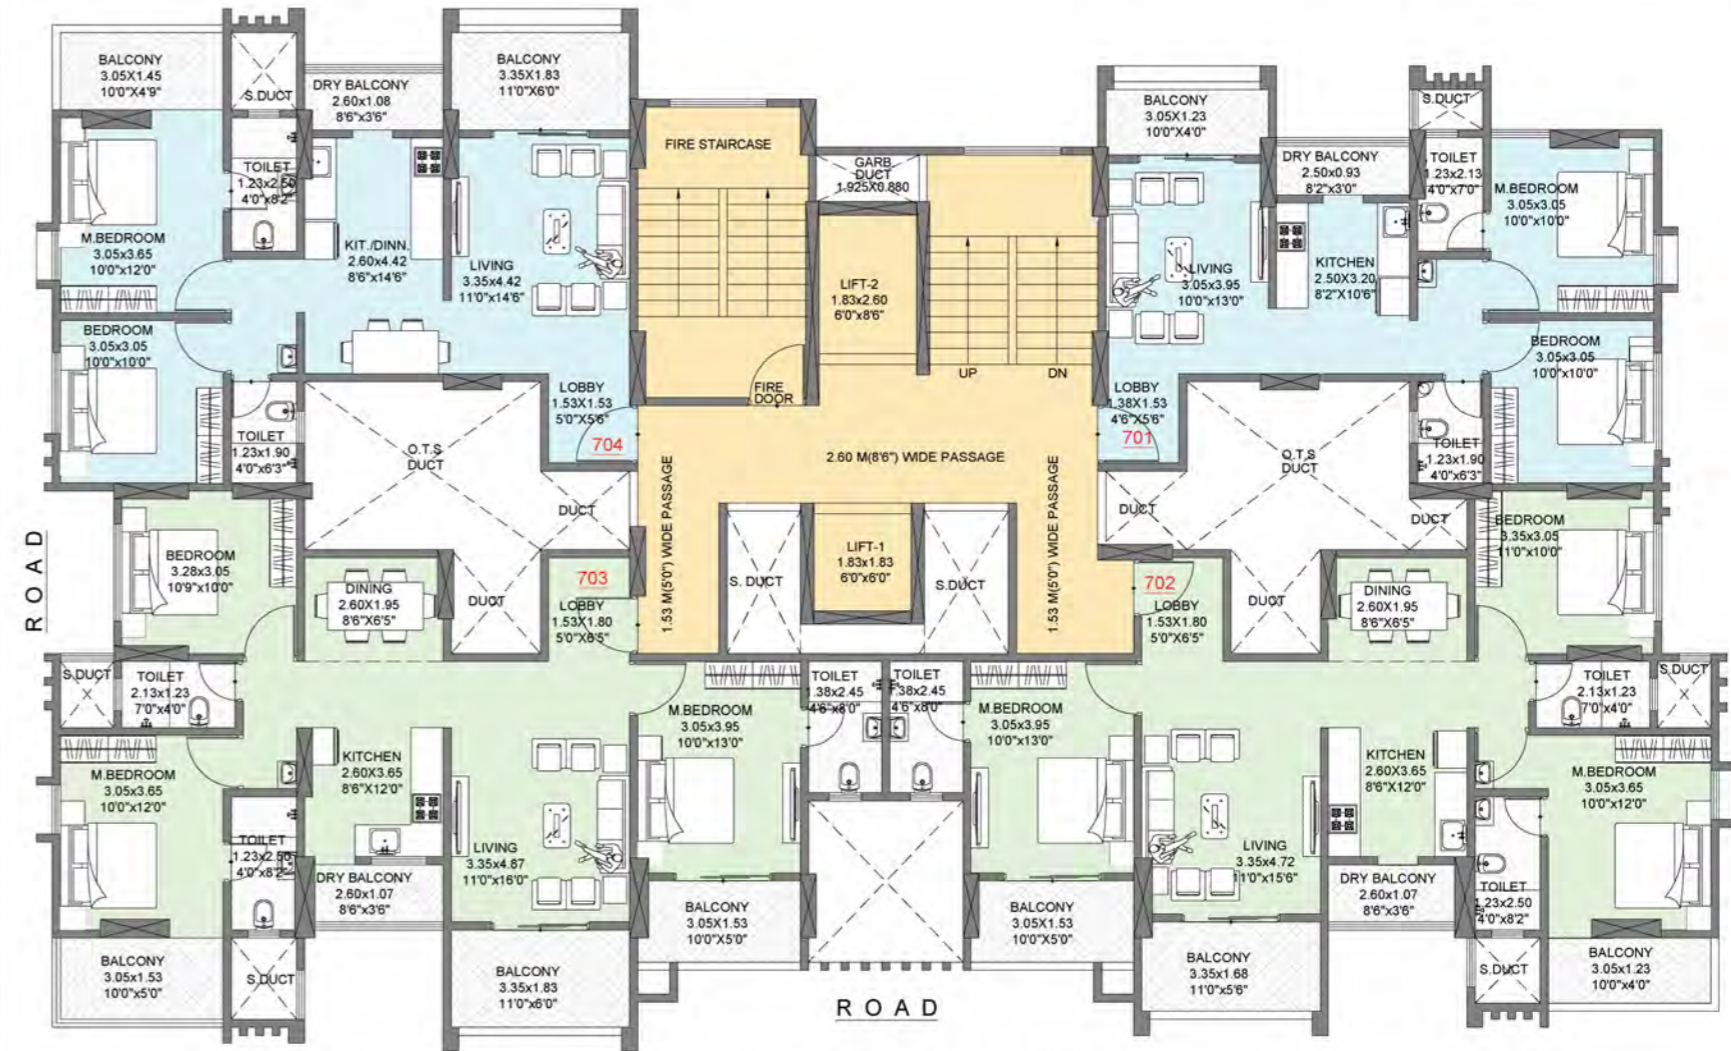 BALCONY
3.05X1.45
10'0"X4'9"
S.DUCT
DRY BALCONY
2.60x1.08
8'6"x3'6"
BALCONY
3.35X1.83
11'0"X6'0"
TOILET
1.23x2.50
4'0"x8'2"
M.BEDROOM
3.05x3.65
10'0"x12'0"
KIT./DINN.
2.60x4.42
8'6"x14'6"
LIVING
3.35x4.42
11'0"x14'6"
BEDROOM
3.05x3.05
10'0"x10'0"
TOILET
1.23x1.90
4'0"x6'3"
LOBBY
1.53X1.53
5'0"X5'6"
704
O.T.S
DUCT
DUCT
DUCT
FIRE STAIRCASE
GARB.
DUCT
1.925X0.880
LIFT-2
1.83x2.60
6'0"x8'6"
FIRE
DOOR
UP
DN
2.60 M(8'6") WIDE PASSAGE
1.53 M(5'0") WIDE PASSAGE
1.53 M(5'0") WIDE PASSAGE
LIFT-1
1.83x1.83
6'0"x6'0"
S. DUCT
S.DUCT
BALCONY
3.05X1.23
10'0"X4'0"
DRY BALCONY
2.50x0.93
8'2"x3'0"
S.DUCT
TOILET
1.23x2.13
4'0"x7'0"
M.BEDROOM
3.05x3.05
10'0"x10'0"
LIVING
3.05x3.95
10'0"x13'0"
KITCHEN
2.50X3.20
8'2"X10'6"
BEDROOM
3.05x3.05
10'0"x10'0"
LOBBY
1.38X1.53
4'6"X5'6"
701
TOILET
1.23x1.90
4'0"x6'3"
O.T.S
DUCT
DUCT
DUCT
DUCT
ROAD
BEDROOM
3.28x3.05
10'9"x10'0"
DINING
2.60X1.95
8'6"X6'5"
703
LOBBY
1.53X1.80
5'0"X6'5"
S.DUCT
TOILET
2.13x1.23
7'0"x4'0"
M.BEDROOM
3.05x3.65
10'0"x12'0"
KITCHEN
2.60X3.65
8'6"X12'0"
TOILET
1.23x2.50
4'0"x8'2"
LIVING
3.35x4.87
11'0"x16'0"
DRY BALCONY
2.60x1.07
8'6"x3'6"
BALCONY
3.05x1.53
10'0"x5'0"
S.DUCT
BALCONY
3.35x1.83
11'0"x6'0"
M.BEDROOM
3.05x3.95
10'0"x13'0"
TOILET
1.38x2.45
4'6"x8'0"
BALCONY
3.05X1.53
10'0"X5'0"
TOILET
1.38x2.45
4'6"x8'0"
M.BEDROOM
3.05x3.95
10'0"x13'0"
BALCONY
3.05X1.53
10'0"X5'0"
702
LOBBY
1.53X1.80
5'0"X6'5"
DINING
2.60X1.95
8'6"X6'5"
BEDROOM
3.35x3.05
11'0"x10'0"
TOILET
2.13x1.23
7'0"x4'0"
S.DUCT
KITCHEN
2.60X3.65
8'6"X12'0"
M.BEDROOM
3.05x3.65
10'0"x12'0"
LIVING
3.35x4.72
11'0"x15'6"
DRY BALCONY
2.60x1.07
8'6"x3'6"
TOILET
1.23x2.50
4'0"x8'2"
BALCONY
3.35x1.68
11'0"x5'6"
S.DUCT
BALCONY
3.05x1.23
10'0"x4'0"
ROAD